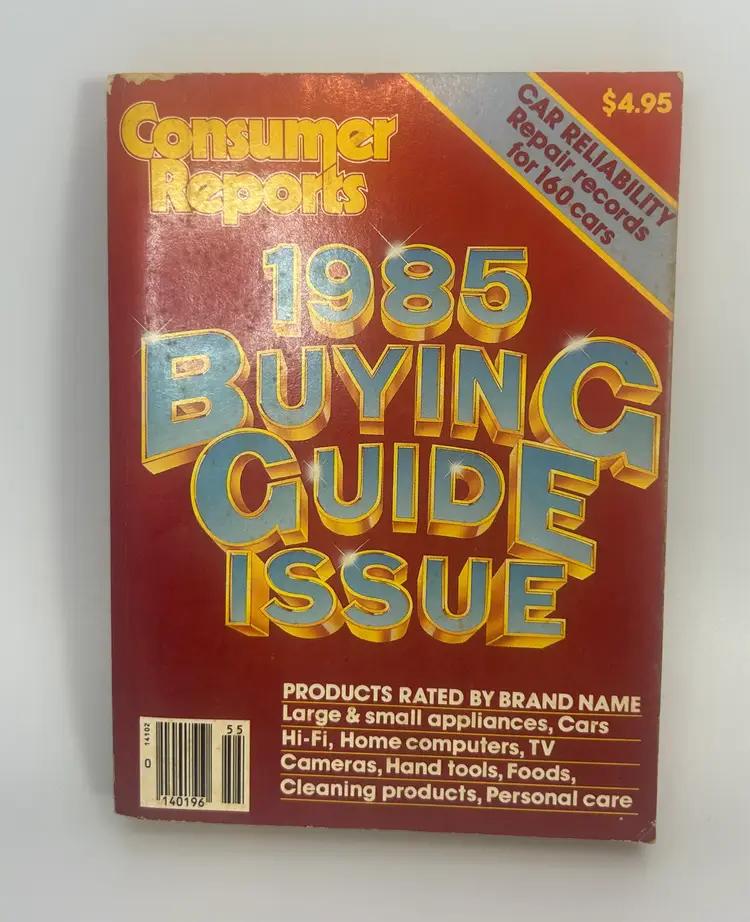 Consumer
Reports
$4.95
CAR RELIABILITY
Repair records
for 160 cars
1985
BUYING
GUIDE
ISSUE
PRODUCTS RATED BY BRAND NAME
Large & small appliances, Cars
Hi-Fi, Home computers, TV
Cameras, Hand tools, Foods,
Cleaning products, Personal care
14102
55
0
140196